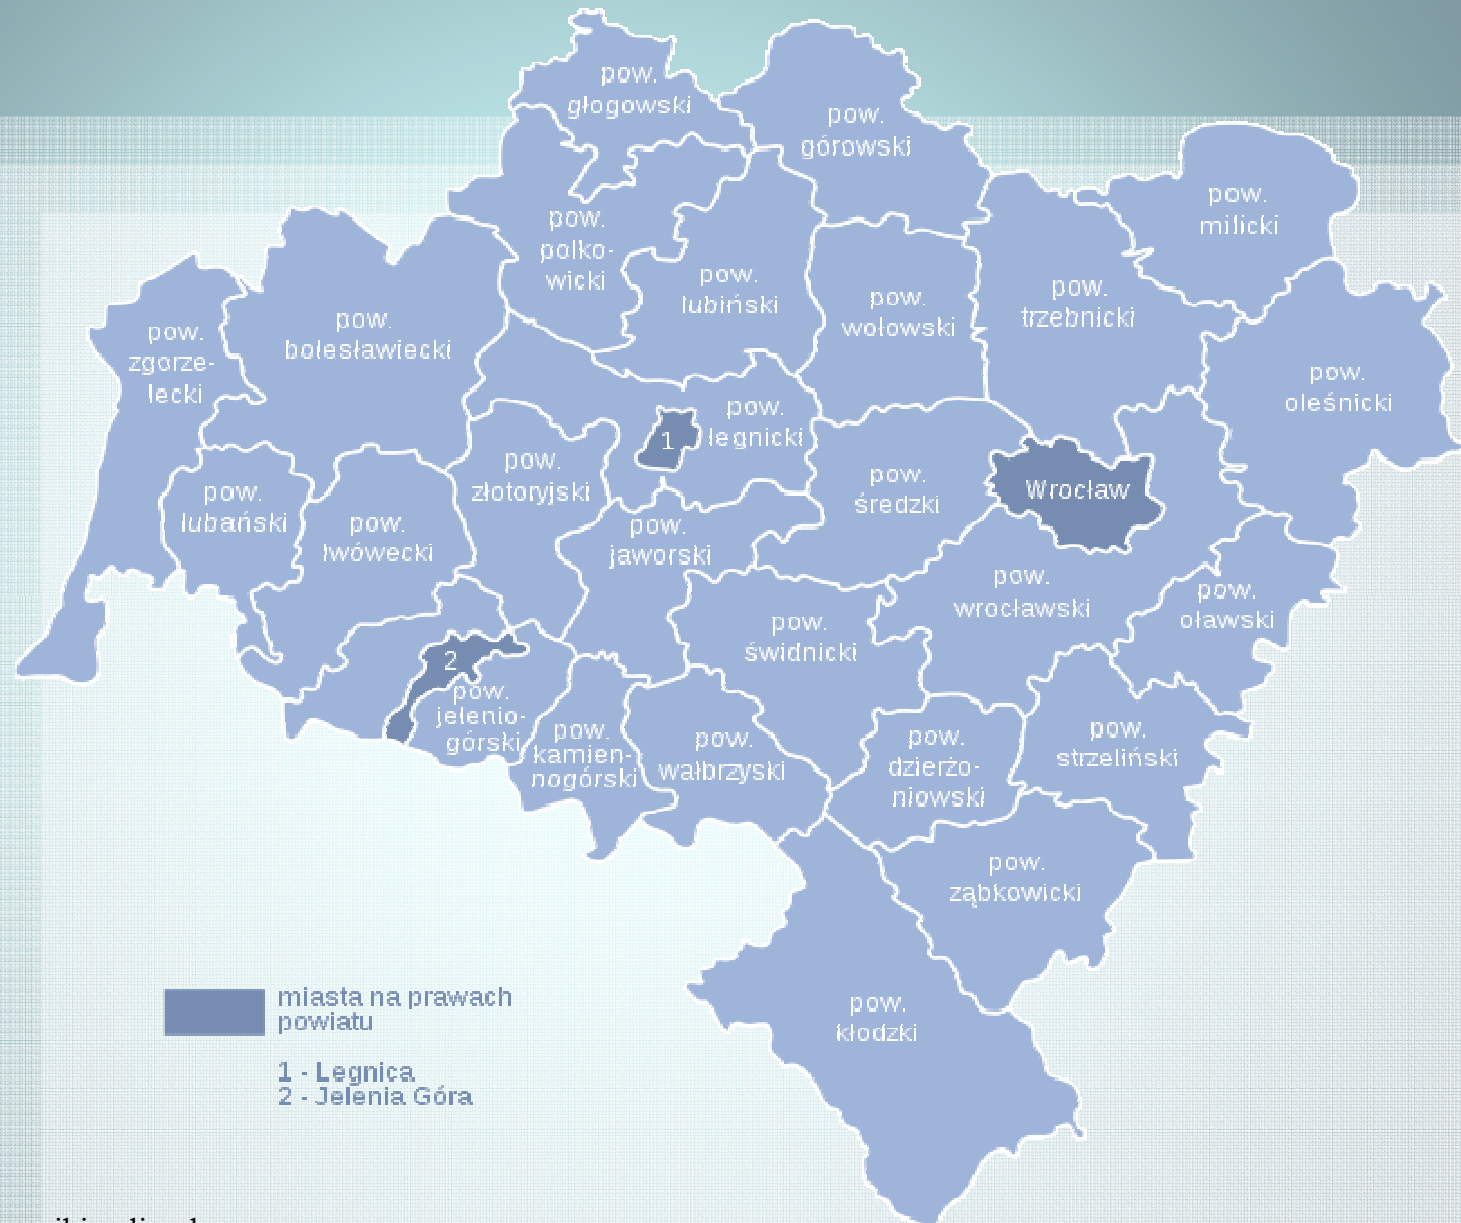 pow.
głogowski
pow.
górowski
pow.
milicki
pow.
polko-
wicki
pow.
lubiński
pow.
wołowski
pow.
trzebnicki
pow.
bolesławiecki
pow.
zgorze-
lecki
pow.
oleśnicki
pow.
legnicki
1
pow.
złotoryjski
pow.
średzki
Wrocław
pow.
lubański
pow.
lwówecki
pow.
jaworski
pow.
wrocławski
pow.
oławski
pow.
świdnicki
2
pow.
jelenio-
górski
pow.
kamien-
nogórski
pow.
wałbrzyski
pow.
dzierżo-
niowski
pow.
strzeliński
pow.
ząbkowicki
pow.
kłodzki
miasta na prawach
powiatu
1 - Legnica
2 - Jelenia Góra